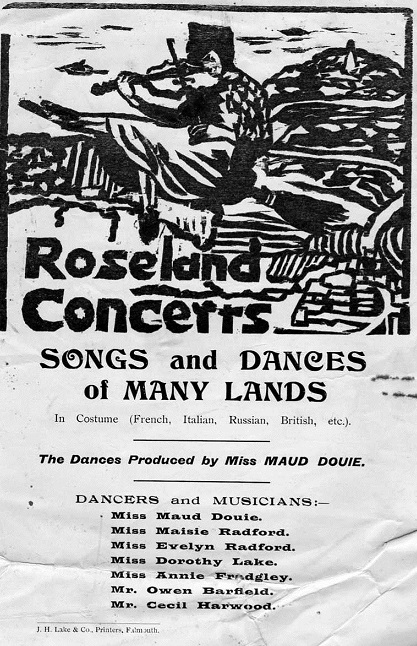 Roseland
Concerts
SONGS and DANCES
of MANY LANDS
In Costume (French, Italian, Russian, British, etc.).
The Dances Produced by Miss MAUD DOUIE.
DANCERS and MUSICIANS:—
Miss Maud Douie.
Miss Maisie Radford.
Miss Evelyn Radford.
Miss Dorothy Lake.
Miss Annie Fradgley.
Mr. Owen Barfield.
Mr. Cecil Harwood.
J. H. Lake & Co., Printers, Falmouth.